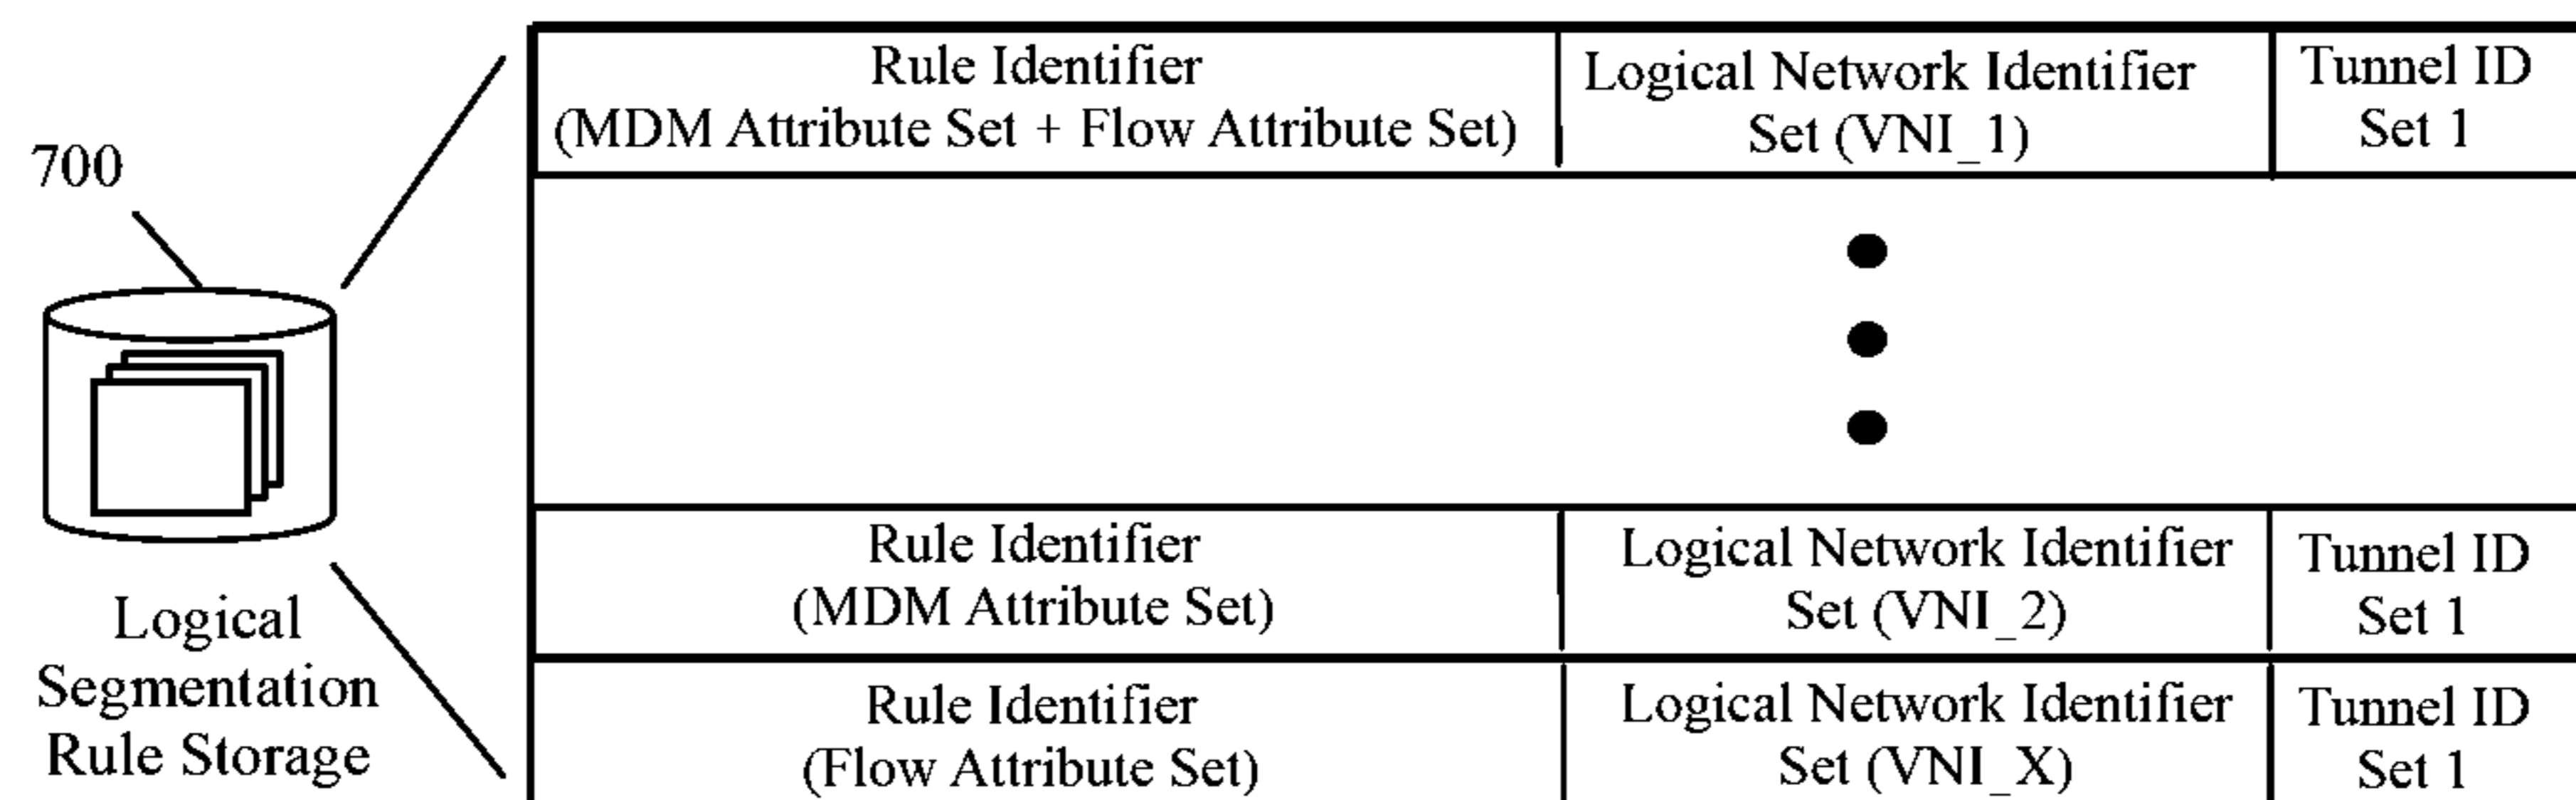 Rule Identifier
(MDM Attribute Set + Flow Attribute Set)
Logical Network Identifier
Set (VNI_1)
Tunnel ID
Set 1
700
Rule Identifier
(MDM Attribute Set)
Logical Network Identifier
Set (VNI_2)
Tunnel ID
Set 1
Logical
Segmentation
Rule Storage
Rule Identifier
(Flow Attribute Set)
Logical Network Identifier
Set (VNI_X)
Tunnel ID
Set 1